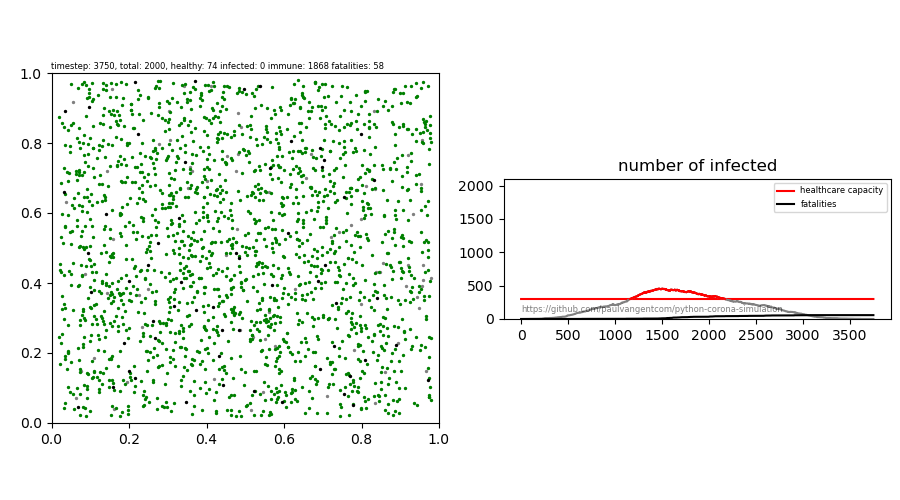 timestep: 3750, total: 2000, healthy: 74 infected: 0 immune: 1868 fatalities: 58
1.0
0.8
0.6
0.4
0.2
0.0
0.0 0.2 0.4 0.6 0.8 1.0
number of infected
2000
1500
1000
500
0
healthcare capacity
fatalities
https://github.com/paulvangentcom/python-corona-simulation
0 500 1000 1500 2000 2500 3000 3500